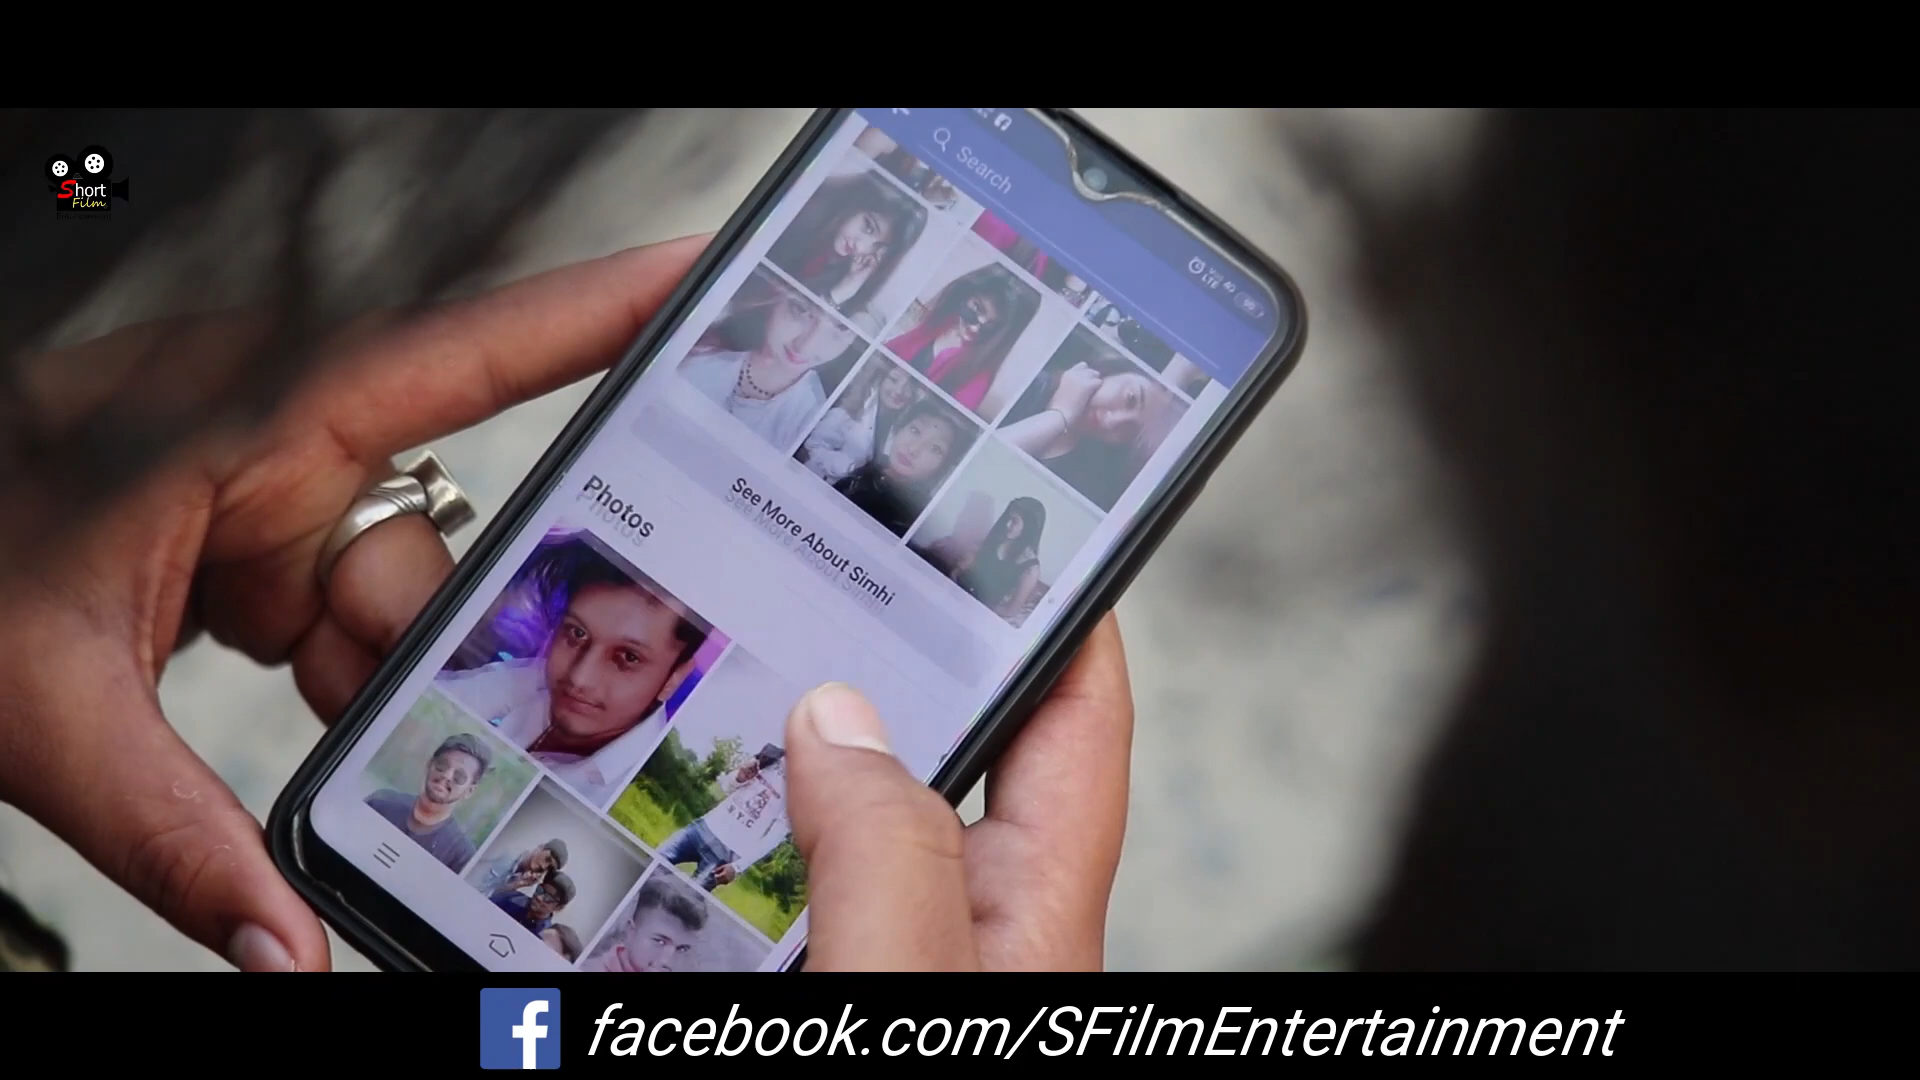 Short
Film
Search
See More About Simhi
Photos
N.Y.C
facebook.com/SFilmEntertainment